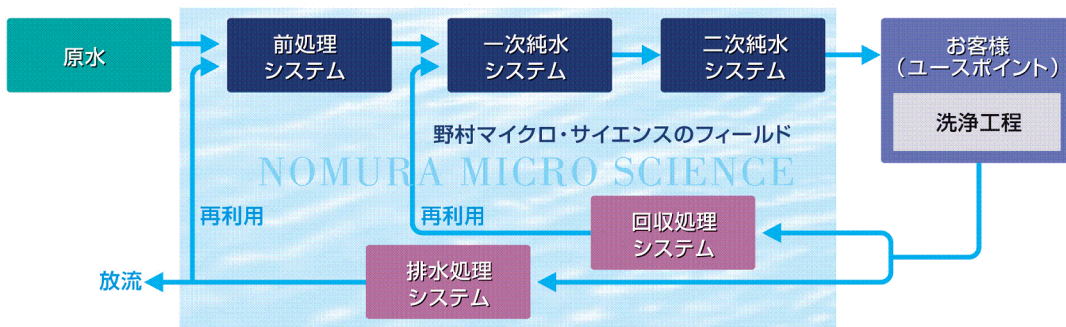 原水
前処理
システム
一次純水
システム
二次純水
システム
お客様
（ユースポイント）
洗浄工程
野村マイクロ・サイエンスのフィールド
NOMURA MICRO SCIENCE
再利用
再利用
回収処理
システム
排水処理
システム
放流